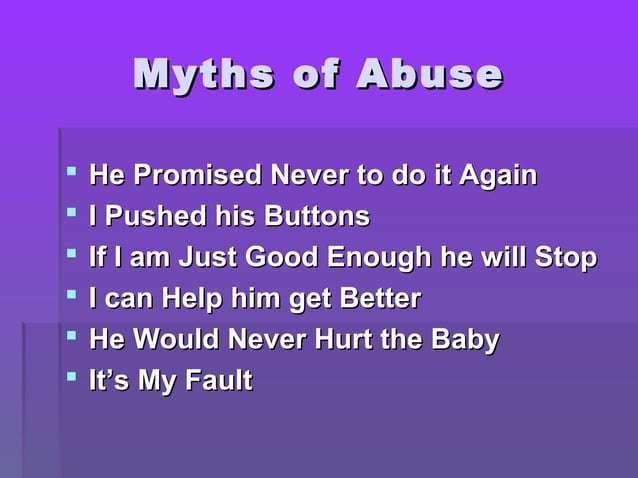 Myths of Abuse
He Promised Never to do it Again
I Pushed his Buttons
If I am Just Good Enough he will Stop
I can Help him get Better
He Would Never Hurt the Baby
It’s My Fault